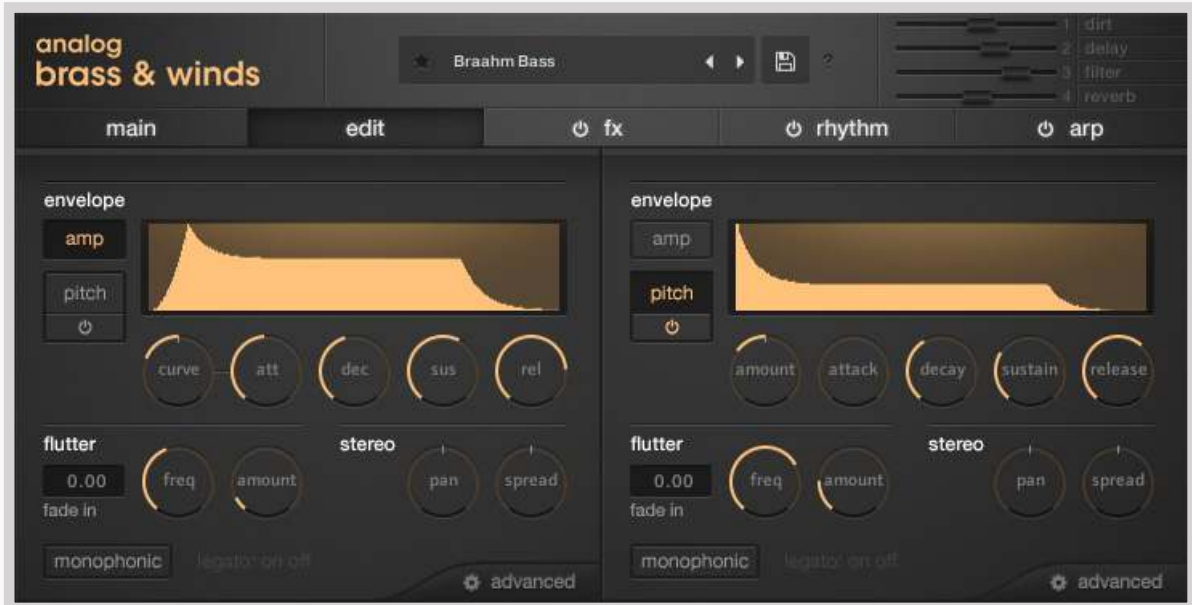 analog
brass & winds
Braahm Bass
?
1 dirt
2 delay
3 filter
4 reverb
main
edit
fx
rhythm
arp
envelope
amp
pitch
curve att dec sus rel
flutter
stereo
0.00
freq amount
pan spread
fade in
monophonic
legato: on off
advanced
envelope
amp
pitch
amount attack decay sustain release
flutter
stereo
0.00
freq amount
pan spread
fade in
monophonic
legato: on off
advanced